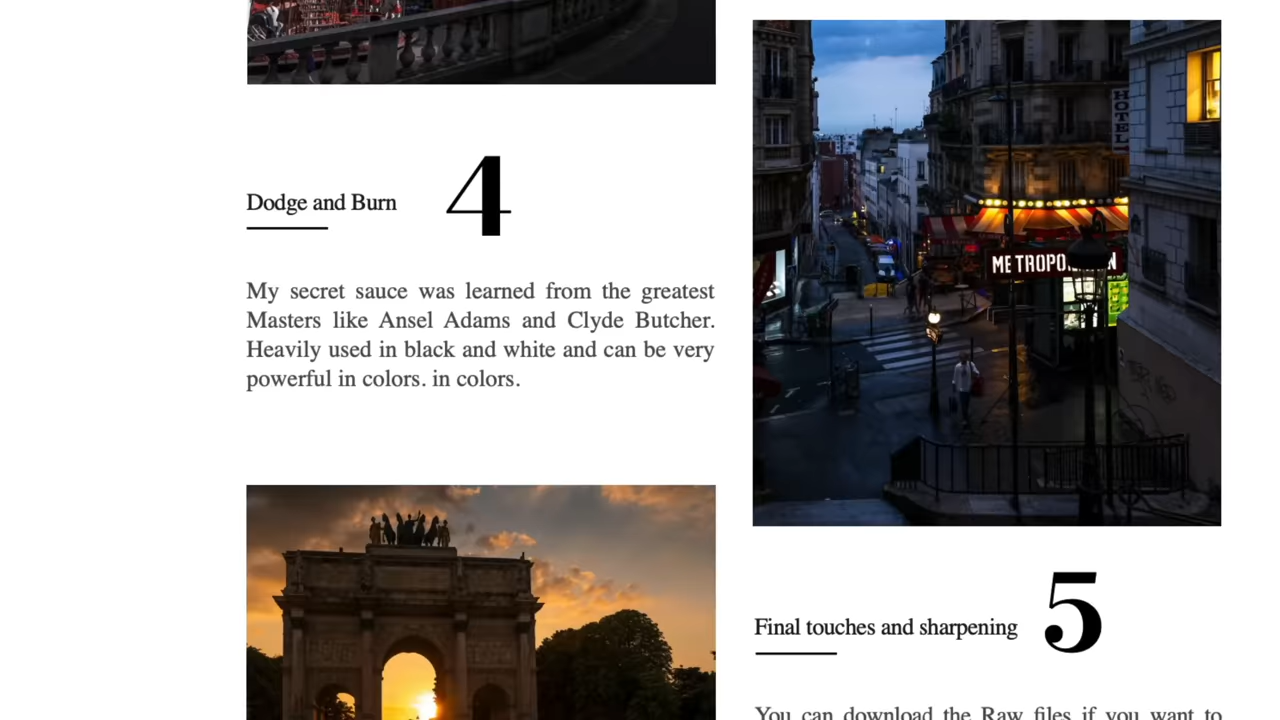 Dodge and Burn
4
My secret sauce was learned from the greatest
Masters like Ansel Adams and Clyde Butcher.
Heavily used in black and white and can be very
powerful in colors. in colors.
HOTEL
METROPO
N
Final touches and sharpening
5
You can download the Raw files if you want to